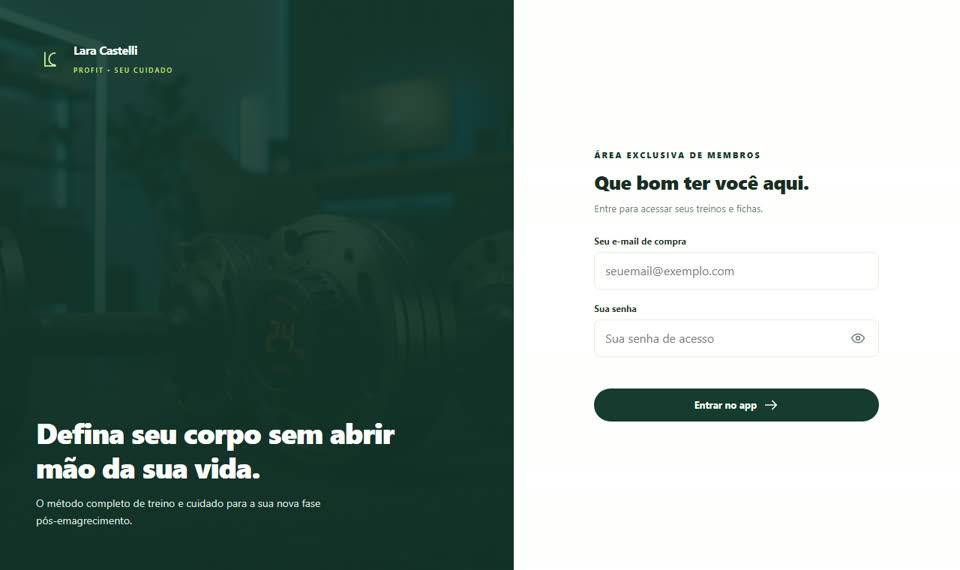 Lara Castelli
PROFIT • SEU CUIDADO
24
Defina seu corpo sem abrir
mão da sua vida.
O método completo de treino e cuidado para a sua nova fase
pós-emagrecimento.
ÁREA EXCLUSIVA DE MEMBROS
Que bom ter você aqui.
Entre para acessar seus treinos e fichas.
Seu e-mail de compra
seuemail@exemplo.com
Sua senha
Sua senha de acesso
Entrar no app